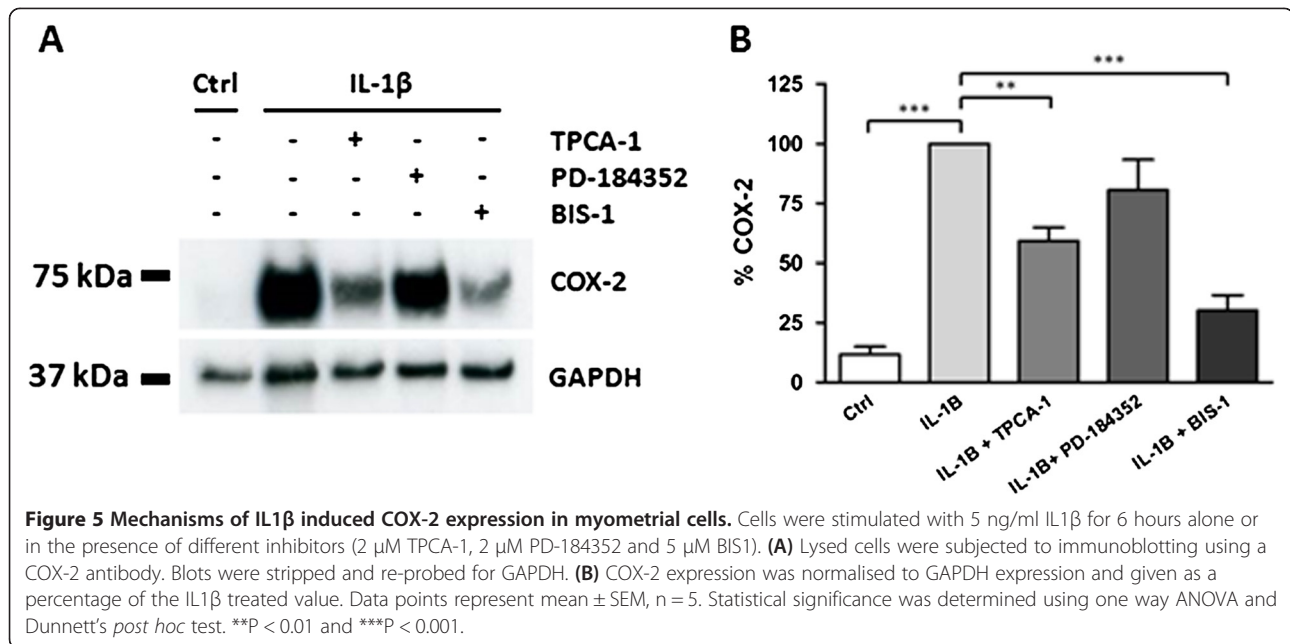 A
Ctrl IL-1β
- - + - - TPCA-1
- - - + - PD-184352
- - - - + BIS-1
75 kDa COX-2
37 kDa GAPDH
B
***
**
***
% COX-2
125
100
75
50
25
0
Ctrl
IL-1B
IL-1B + TPCA-1
IL-1B+ PD-184352
IL-1B + BIS-1
Figure 5 Mechanisms of IL1β induced COX-2 expression in myometrial cells. Cells were stimulated with 5 ng/ml IL1β for 6 hours alone or
in the presence of different inhibitors (2 μM TPCA-1, 2 μM PD-184352 and 5 μM BIS1). (A) Lysed cells were subjected to immunoblotting using a
COX-2 antibody. Blots were stripped and re-probed for GAPDH. (B) COX-2 expression was normalised to GAPDH expression and given as a
percentage of the IL1β treated value. Data points represent mean ± SEM, n = 5. Statistical significance was determined using one way ANOVA and
Dunnett's post hoc test. **P < 0.01 and ***P < 0.001.